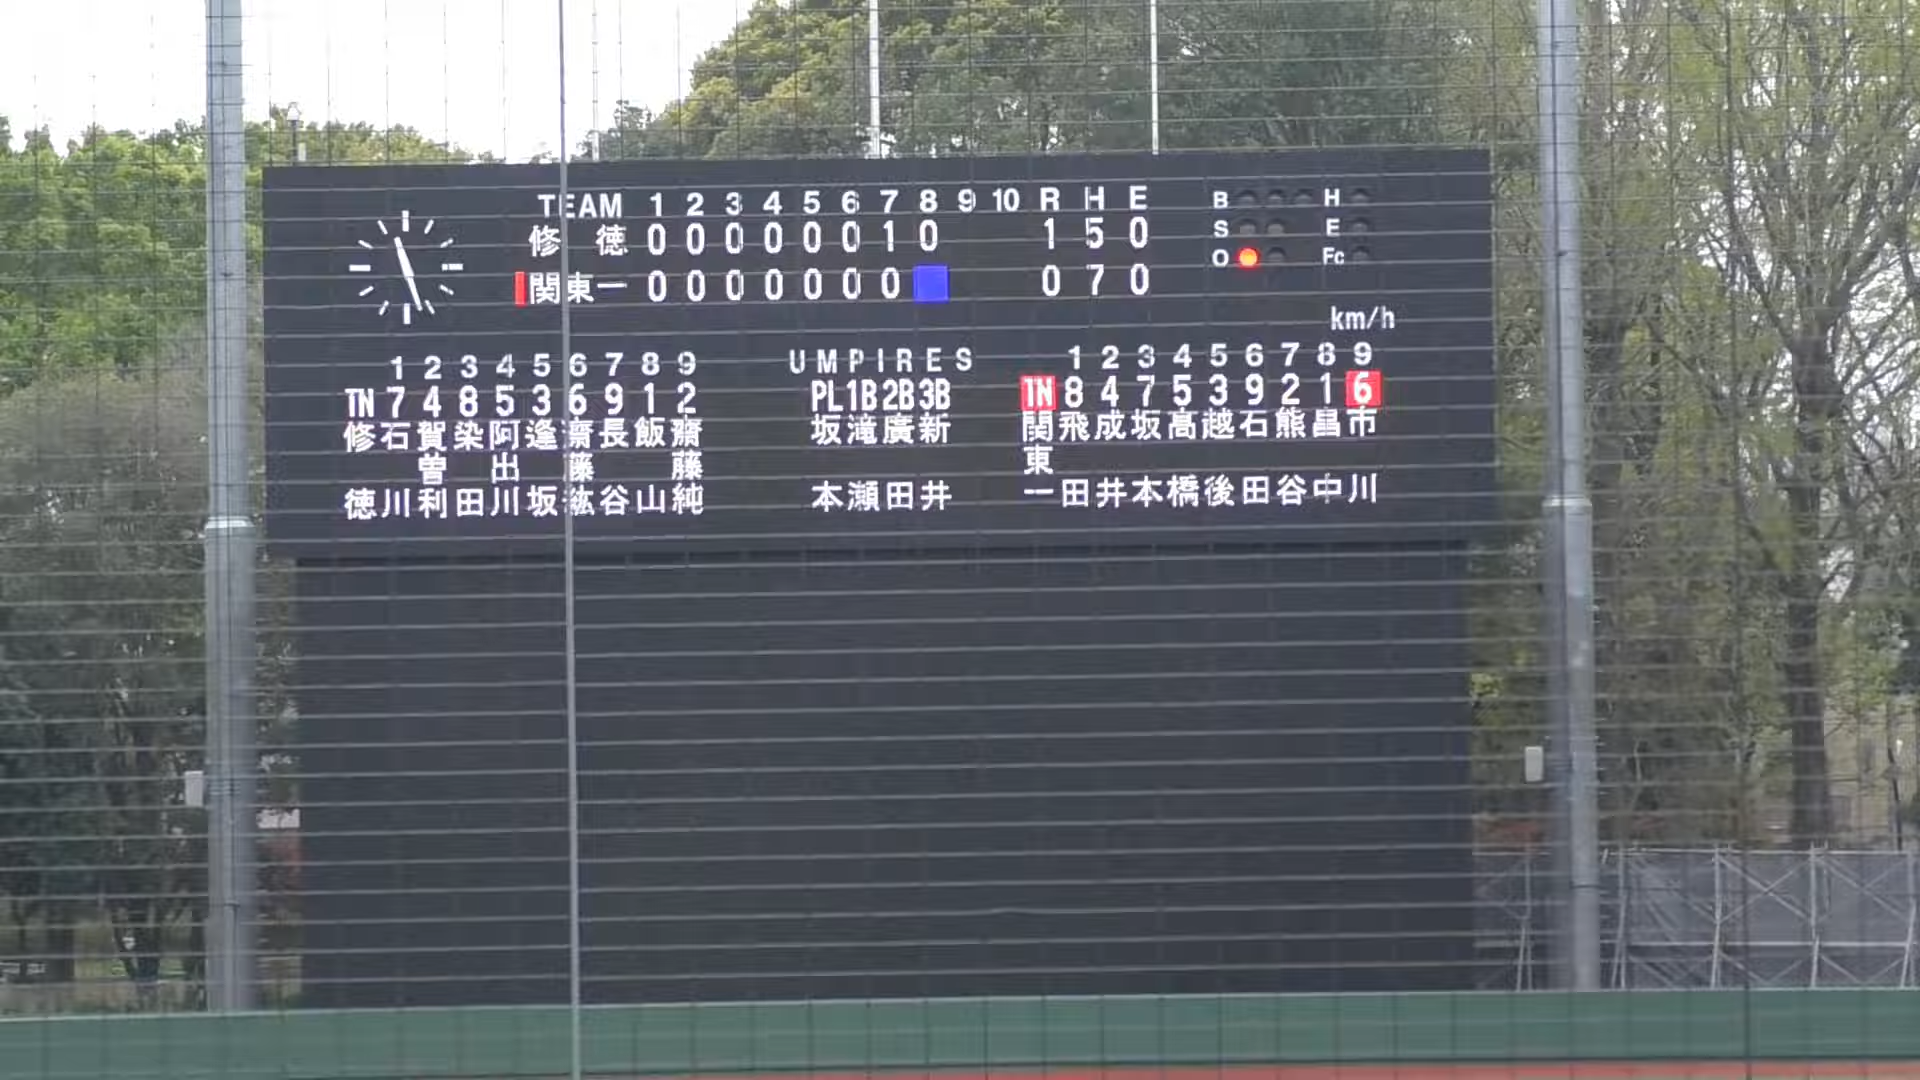 TEAM 1 2 3 4 5 6 7 8 9 10 R H E
修徳 0 0 0 0 0 0 1 0 1 5 0
関東一 0 0 0 0 0 0 0 0 7 0
B H
S E
O Fc
km/h
1 2 3 4 5 6 7 8 9
TN 7 4 8 5 3 6 9 1 2
修徳
石川
賀曽利
染田
阿出川
逢坂
齋藤紘
長谷
飯山
齋藤純
UMPIRES
PL 1B 2B 3B
坂本
滝瀬
廣田
新井
1 2 3 4 5 6 7 8 9
TN 8 4 7 5 3 9 2 1 6
関東一
飛田
成井
坂本
高橋
越後
石田
熊谷
畠中
市川